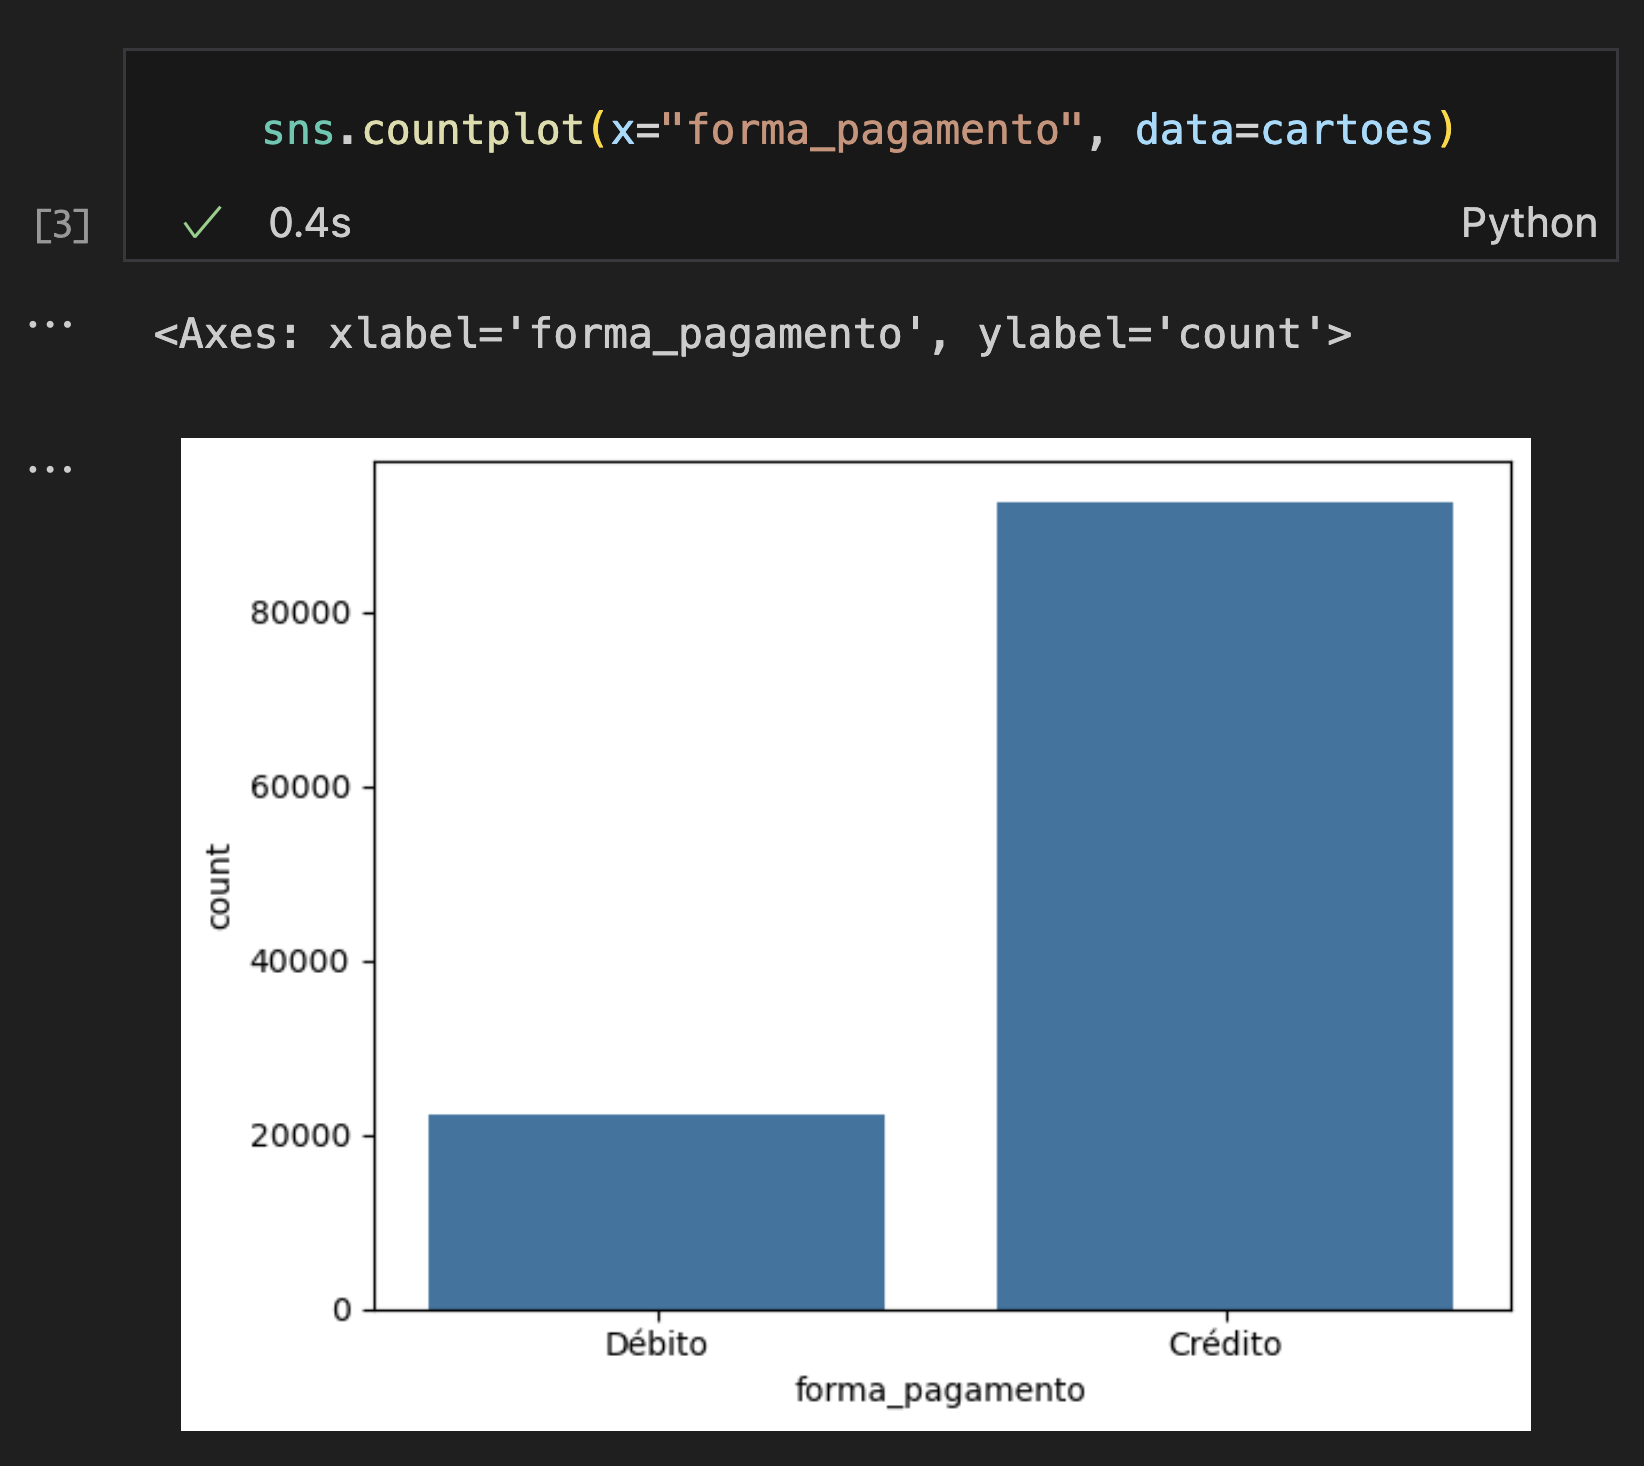 sns.countplot(x="forma_pagamento", data=cartoes)
[3]
0.4s
Python
...
<Axes: xlabel='forma_pagamento', ylabel='count'>
...
80000
60000
40000
20000
0
count
Débito
Crédito
forma_pagamento